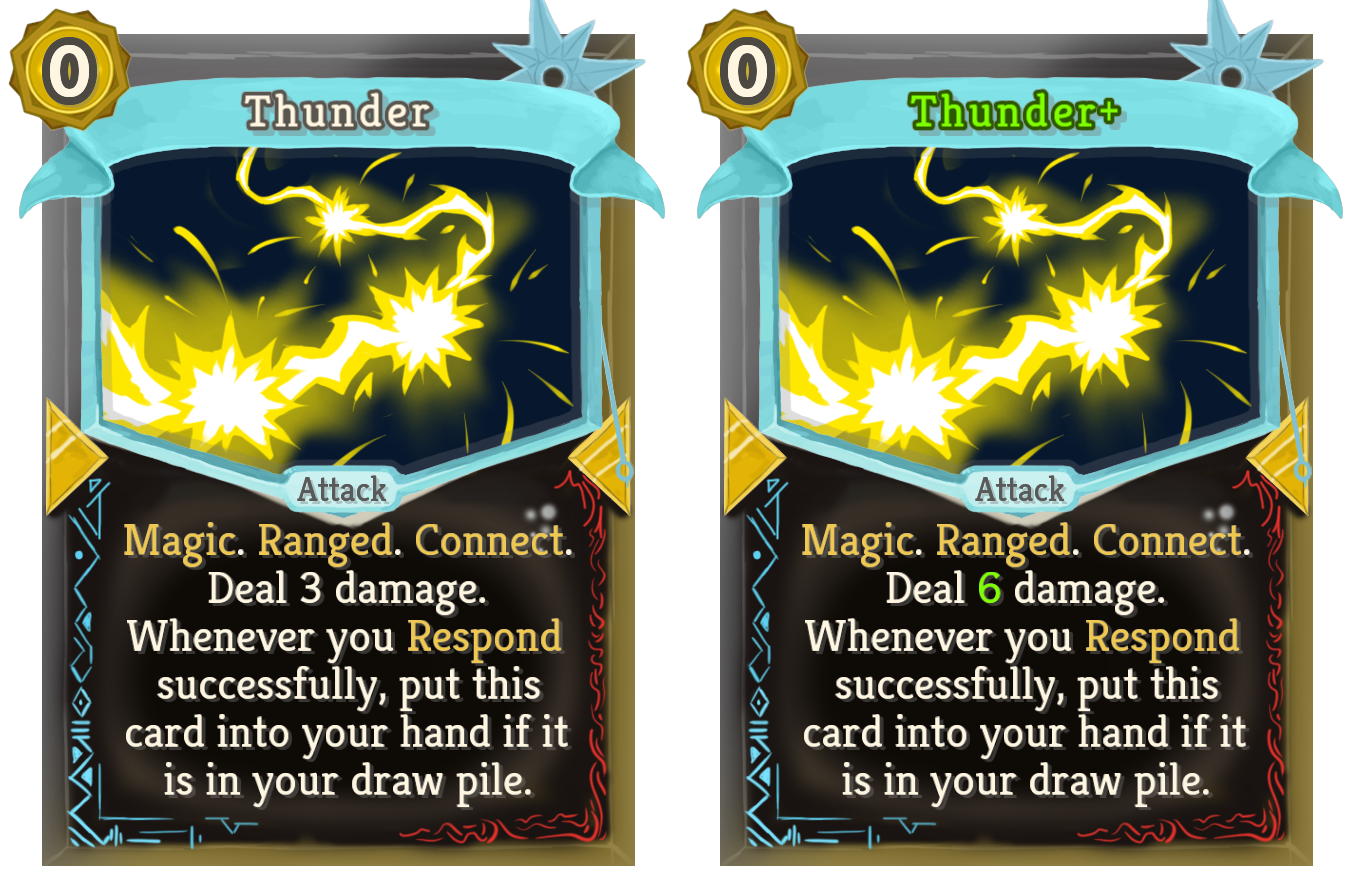 0
Thunder
Attack
Magic. Ranged. Connect.
Deal 3 damage.
Whenever you Respond
successfully, put this
card into your hand if it
is in your draw pile.
0
Thunder+
Attack
Magic. Ranged. Connect.
Deal 6 damage.
Whenever you Respond
successfully, put this
card into your hand if it
is in your draw pile.